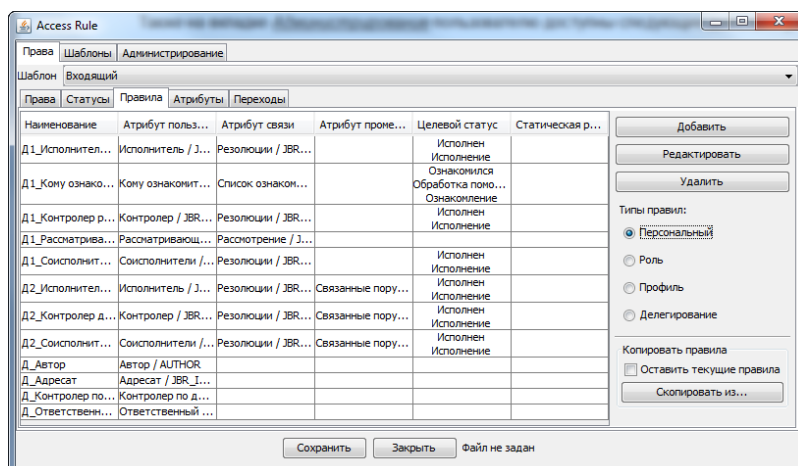 Access Rule
Права Шаблоны Администрирование
Шаблон Входящий
Права Статусы Правила Атрибуты Переходы
Наименование Атрибут польз... Атрибут связи Атрибут проме... Целевой статус Статическая р...
Д1_Исполнител... Исполнитель / J... Резолюции / JBR... Исполнен
Исполнение
Д1_Кому ознако... Кому ознакомит... Список ознаком... Ознакомился
Обработка помо...
Ознакомление
Д1_Контролер р... Контролер / JBR... Резолюции / JBR... Исполнен
Исполнение
Д1_Рассматрива... Рассматривающ... Рассмотрение / J...
Д1_Соисполнит... Соисполнители /... Резолюции / JBR... Исполнен
Исполнение
Д2_Исполнител... Исполнитель / J... Резолюции / JBR... Связанные пору... Исполнен
Исполнение
Д2_Контролер д... Контролер / JBR... Резолюции / JBR... Связанные пору... Исполнен
Исполнение
Д2_Соисполнит... Соисполнители /... Резолюции / JBR... Связанные пору... Исполнен
Исполнение
Д_Автор Автор / AUTHOR
Д_Адресат Адресат / JBR_I...
Д_Контролер по... Контролер по д...
Д_Ответственн... Ответственный ...
Добавить
Редактировать
Удалить
Типы правил:
Персональный
Роль
Профиль
Делегирование
Копировать правила
Оставить текущие правила
Скопировать из...
Сохранить Закрыть Файл не задан